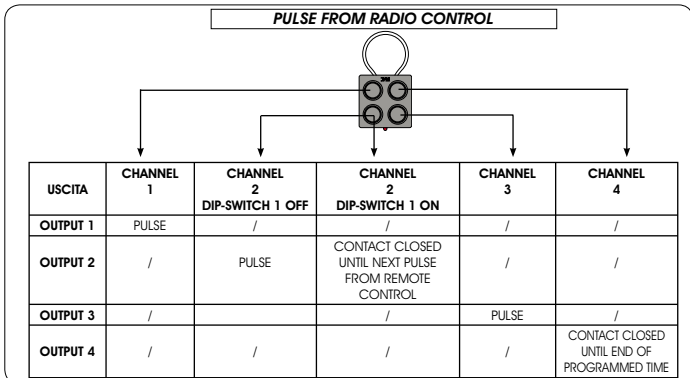 PULSE FROM RADIO CONTROL
USCITA
CHANNEL
1
CHANNEL
2
DIP-SWITCH 1 OFF
CHANNEL
2
DIP-SWITCH 1 ON
CHANNEL
3
CHANNEL
4
OUTPUT 1
PULSE
/
/
/
/
OUTPUT 2
/
PULSE
CONTACT CLOSED
UNTIL NEXT PULSE
FROM REMOTE
CONTROL
/
/
OUTPUT 3
/
/
PULSE
/
OUTPUT 4
/
/
/
/
CONTACT CLOSED
UNTIL END OF
PROGRAMMED TIME